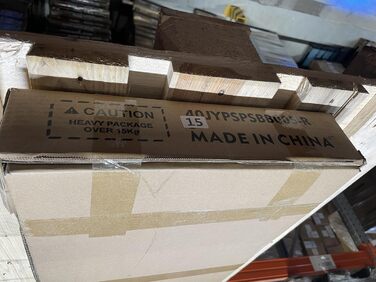 ⚠ CAUTION
HEAVY PACKAGE
OVER 15Kg
15
MADE IN CHINA